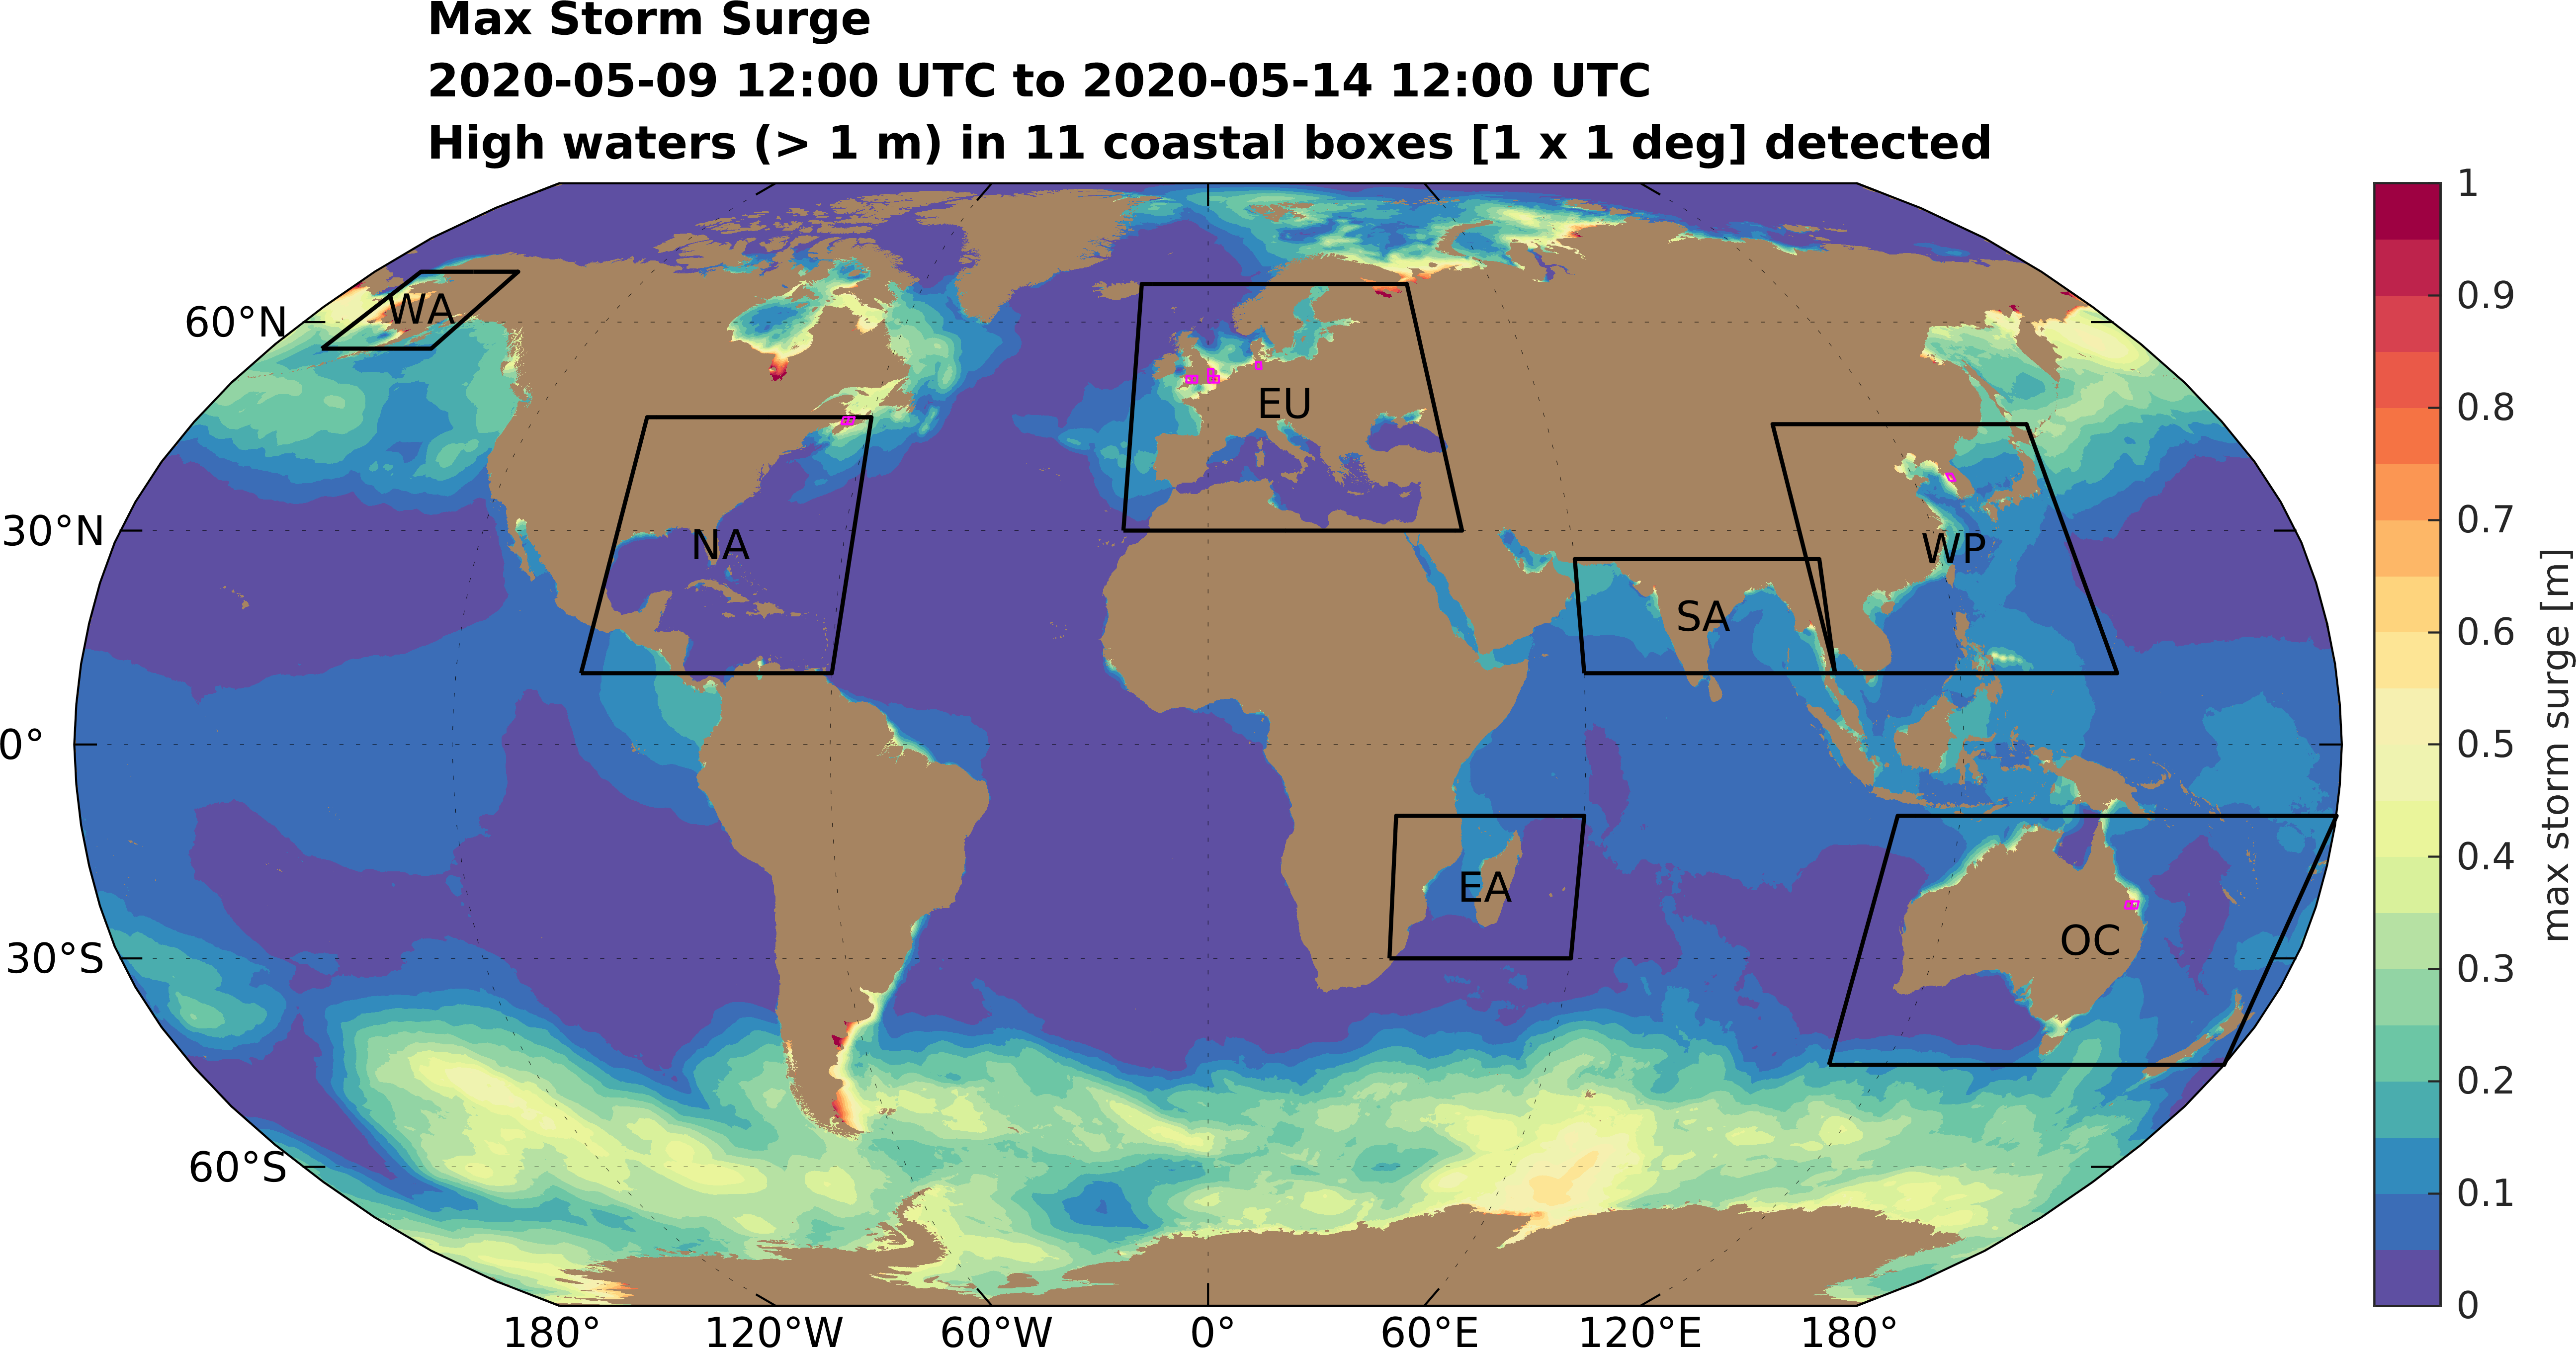 Max Storm Surge
2020-05-09 12:00 UTC to 2020-05-14 12:00 UTC
High waters (> 1 m) in 11 coastal boxes [1 x 1 deg] detected
60°N
30°N
0°
30°S
60°S
WA
NA
EU
SA
WP
EA
OC
180°
120°W
60°W
0°
60°E
120°E
180°
1
0.9
0.8
0.7
0.6
0.5
0.4
0.3
0.2
0.1
0
max storm surge [m]